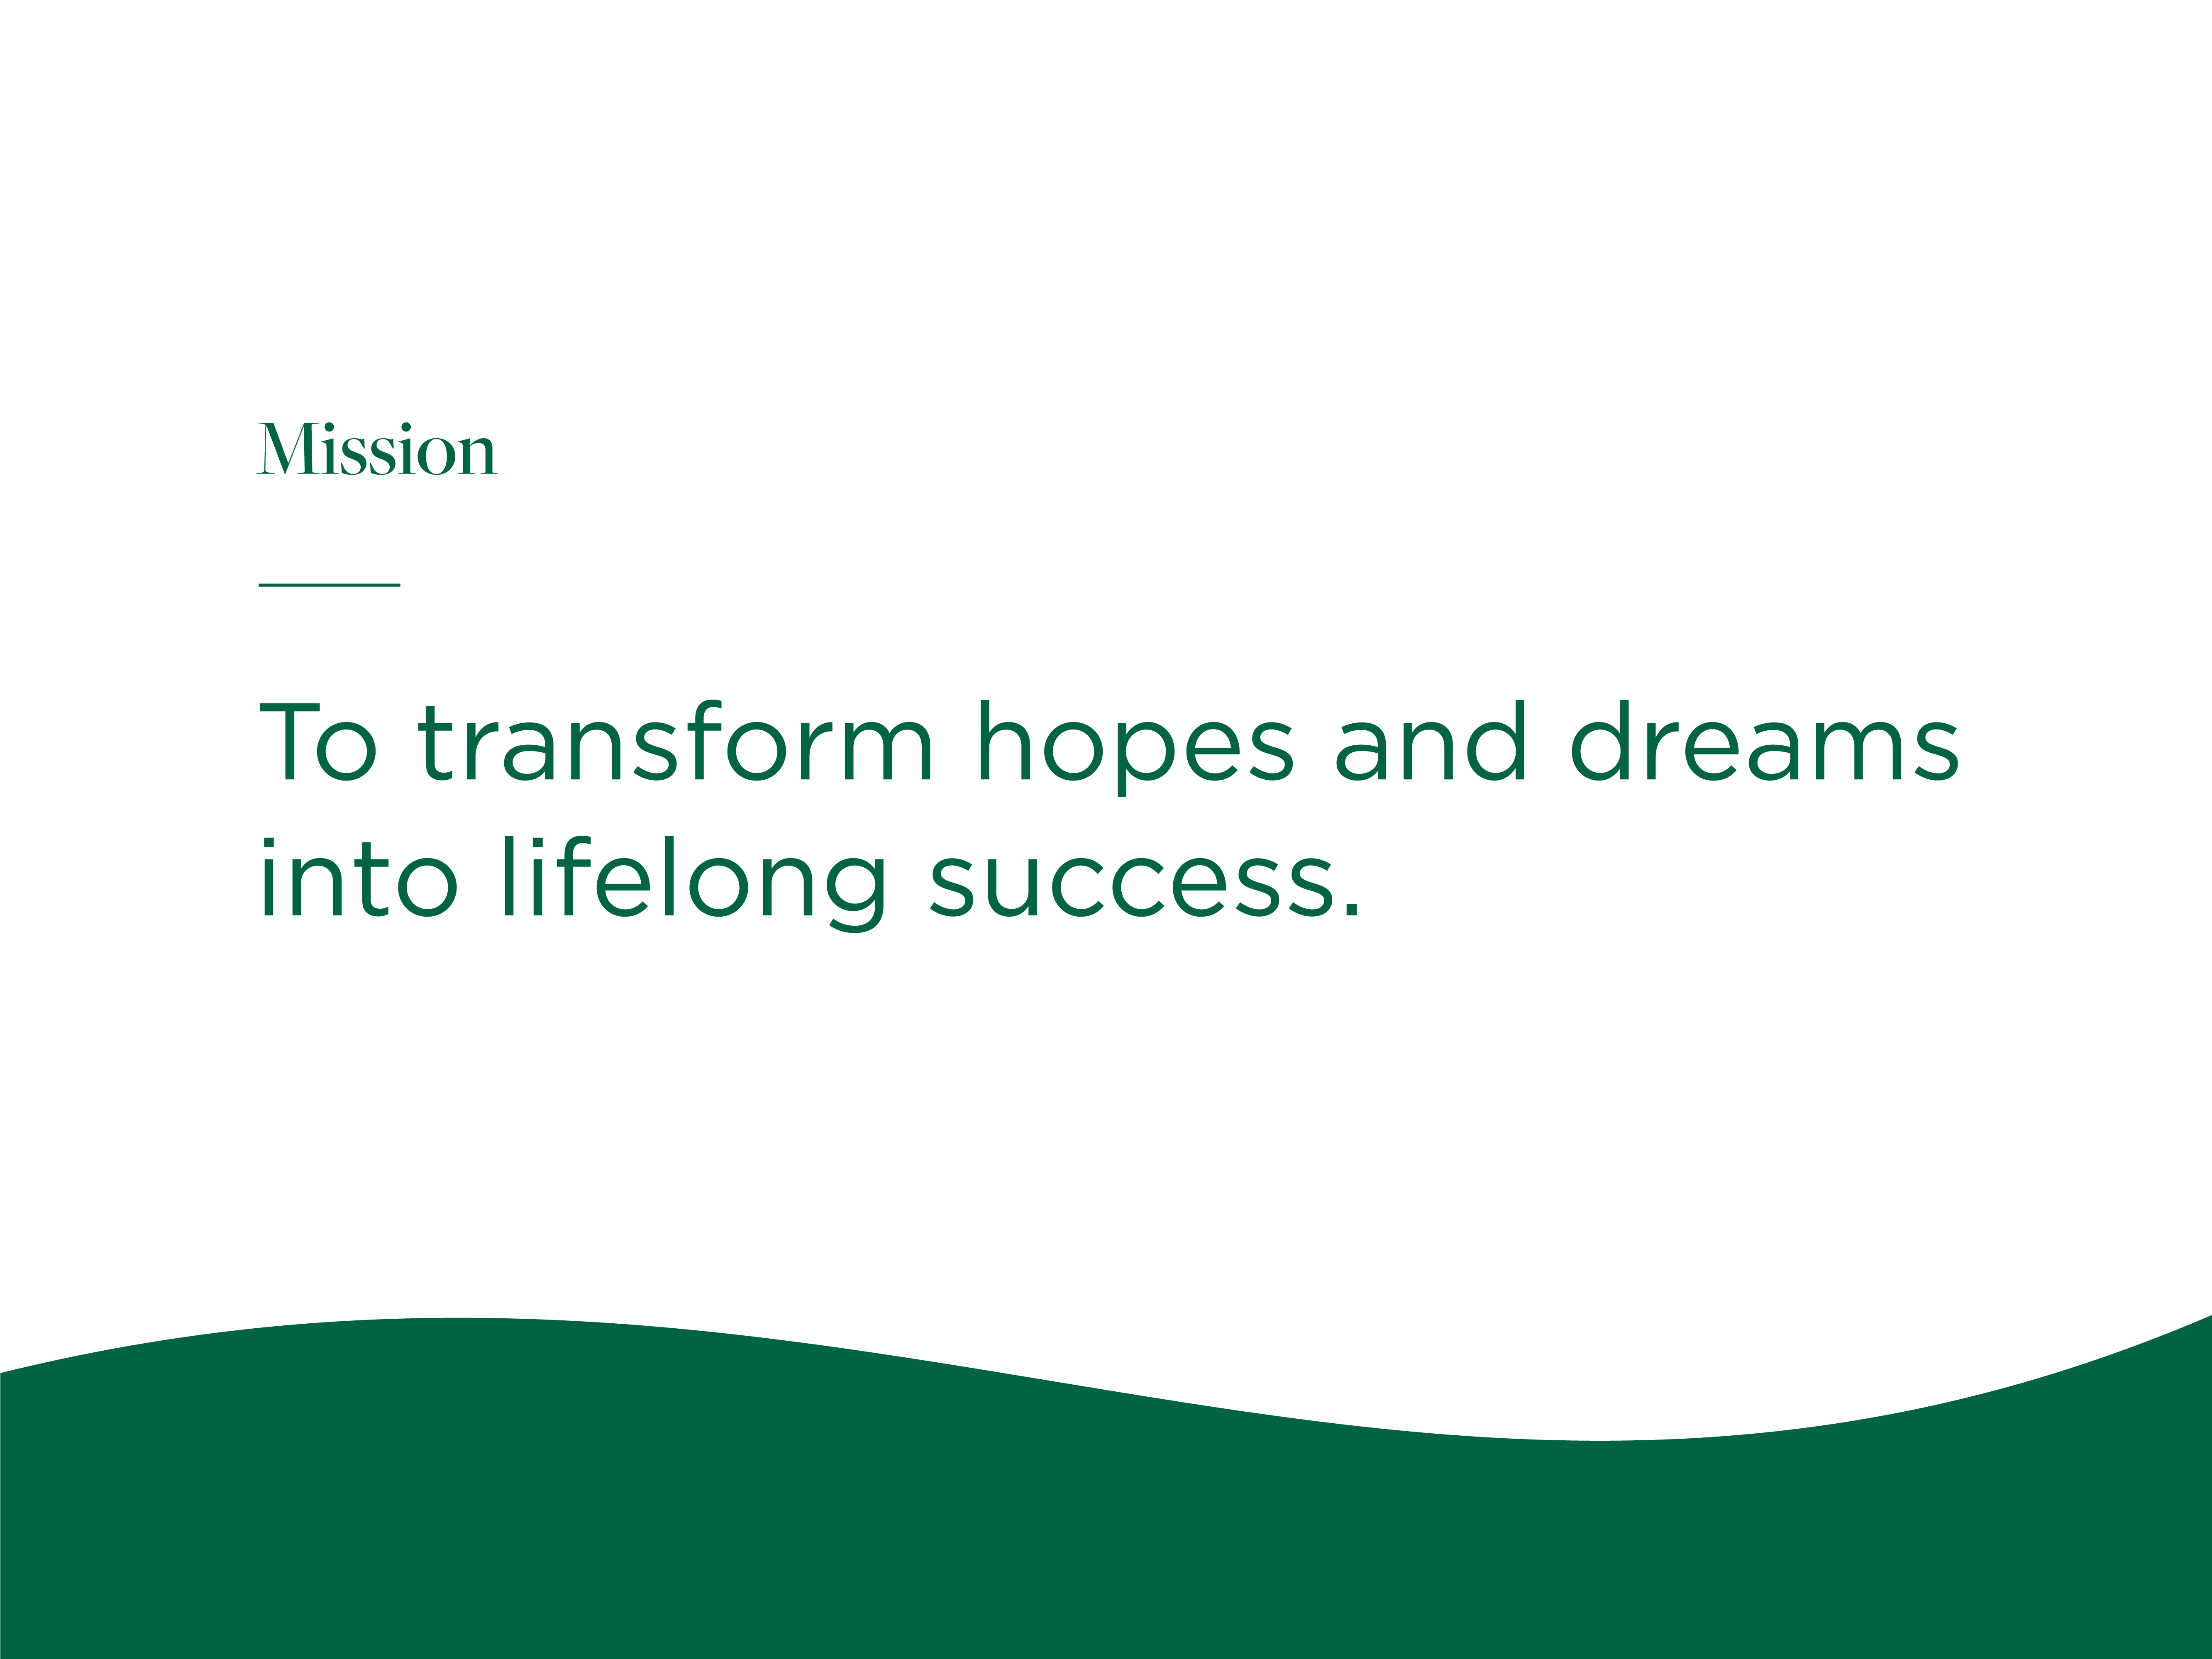 Mission
To transform hopes and dreams
into lifelong success.